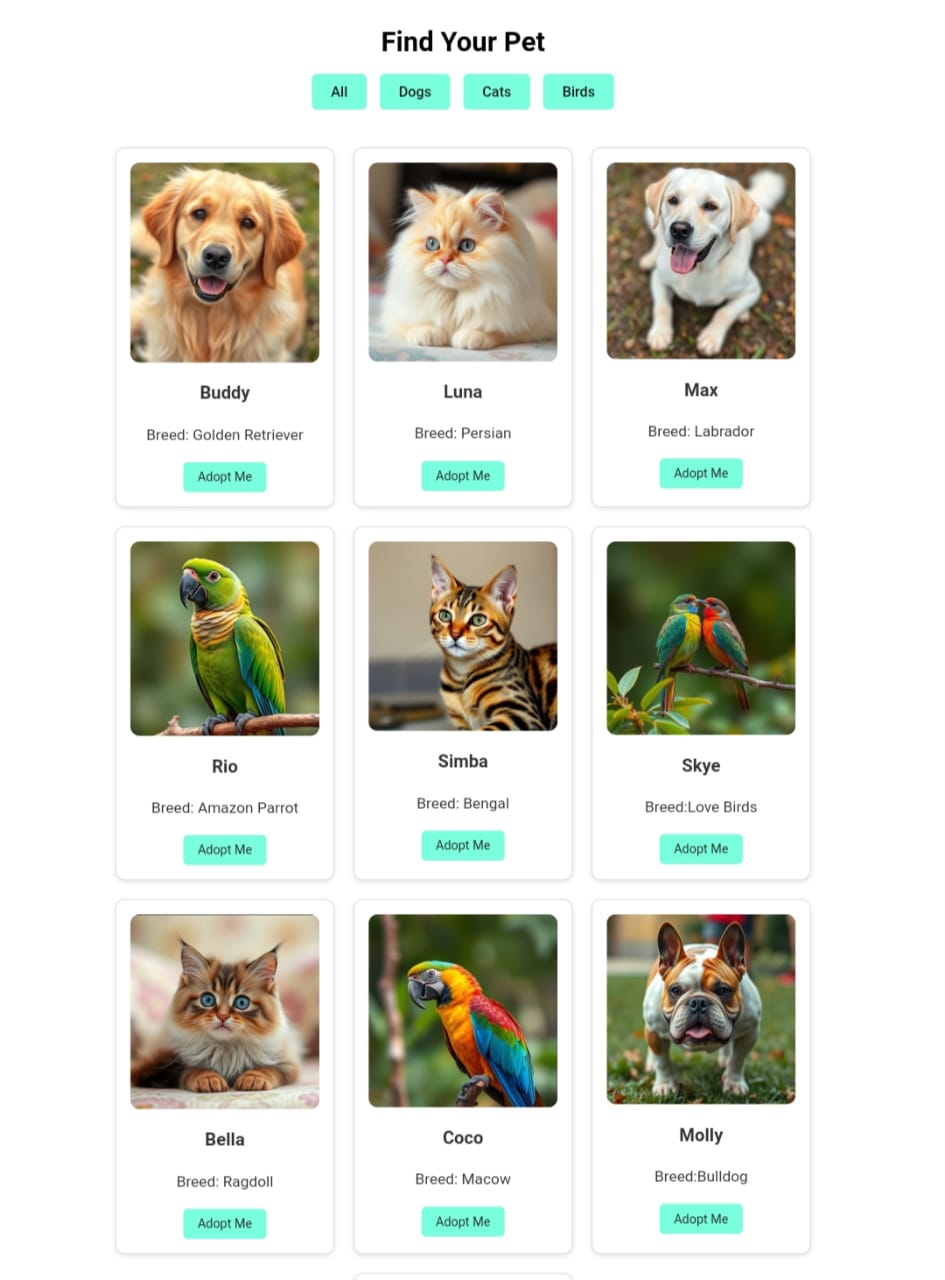 Find Your Pet
All Dogs Cats Birds
Buddy
Breed: Golden Retriever
Adopt Me
Luna
Breed: Persian
Adopt Me
Max
Breed: Labrador
Adopt Me
Rio
Breed: Amazon Parrot
Adopt Me
Simba
Breed: Bengal
Adopt Me
Skye
Breed:Love Birds
Adopt Me
Bella
Breed: Ragdoll
Adopt Me
Coco
Breed: Macow
Adopt Me
Molly
Breed:Bulldog
Adopt Me